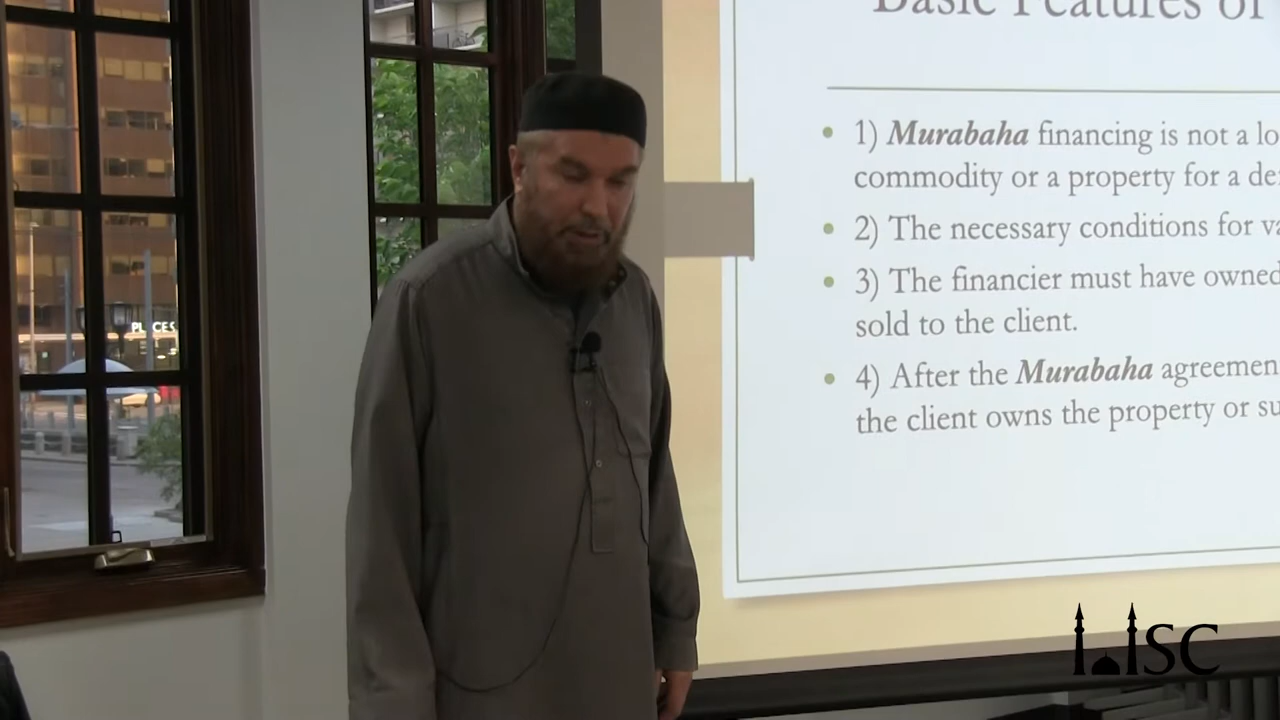 Basic Features of
1) Murabaha financing is not a lo
commodity or a property for a de
2) The necessary conditions for va
3) The financier must have owned
sold to the client.
4) After the Murabaha agreemen
the client owns the property or su
ISC